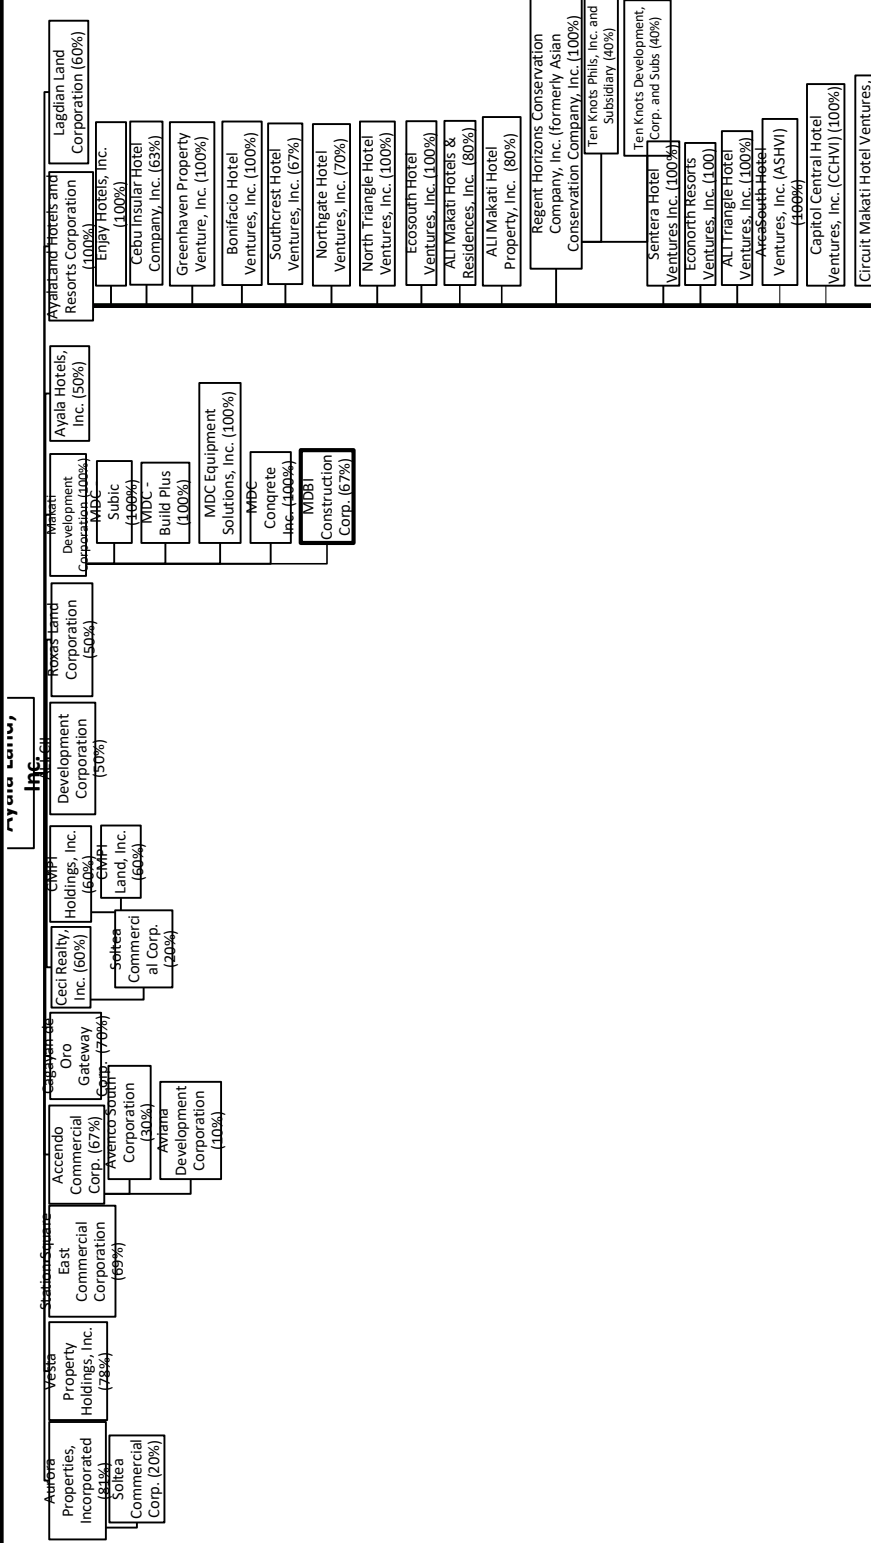 Ayala Land,
Inc.
Aurora
Properties,
Incorporated
(81%)
Soltea
Commercial
Corp. (20%)
Vesta
Property
Holdings, Inc.
(78%)
Station Square
East
Commercial
Corporation
(69%)
Accendo
Commercial
Corp. (67%)
Avenco South
Corporation
(30%)
Aviana
Development
Corporation
(10%)
Cagayan de
Oro
Gateway
Corp. (70%)
Ceci Realty,
Inc. (60%)
Soltea
Commerci
al Corp.
(20%)
CMPI
Holdings, Inc.
(60%)
CMPI
Land, Inc.
(60%)
ALI-CII
Development
Corporation
(50%)
Roxas Land
Corporation
(50%)
Makati
Development
Corporation (100%)
MDC
Subic
(100%)
MDC -
Build Plus
(100%)
MDC Equipment
Solutions, Inc. (100%)
MDC
Conqrete
Inc. (100%)
MDBI
Construction
Corp. (67%)
Ayala Hotels,
Inc. (50%)
AyalaLand Hotels and
Resorts Corporation
(100%)
Enjay Hotels, Inc.
(100%)
Cebu Insular Hotel
Company, Inc. (63%)
Greenhaven Property
Venture, Inc. (100%)
Bonifacio Hotel
Ventures, Inc. (100%)
Southcrest Hotel
Ventures, Inc. (67%)
Northgate Hotel
Ventures, Inc. (70%)
North Triangle Hotel
Ventures, Inc. (100%)
Ecosouth Hotel
Ventures, Inc. (100%)
ALI Makati Hotels &
Residences, Inc. (80%)
ALI Makati Hotel
Property, Inc. (80%)
Regent Horizons Conservation
Company, Inc. (formerly Asian
Conservation Company, Inc. (100%)
Ten Knots Phils, Inc. and
Subsidiary (40%)
Ten Knots Development,
Corp. and Subs (40%)
Sentera Hotel
Ventures Inc. (100%)
Econorth Resorts
Ventures, Inc. (100)
ALI Triangle Hotel
Ventures, Inc. (100%)
ArcaSouth Hotel
Ventures, Inc. (ASHVI)
(100%)
Capitol Central Hotel
Ventures, Inc. (CCHVI) (100%)
Circuit Makati Hotel Ventures,
Lagdian Land
Corporation (60%)